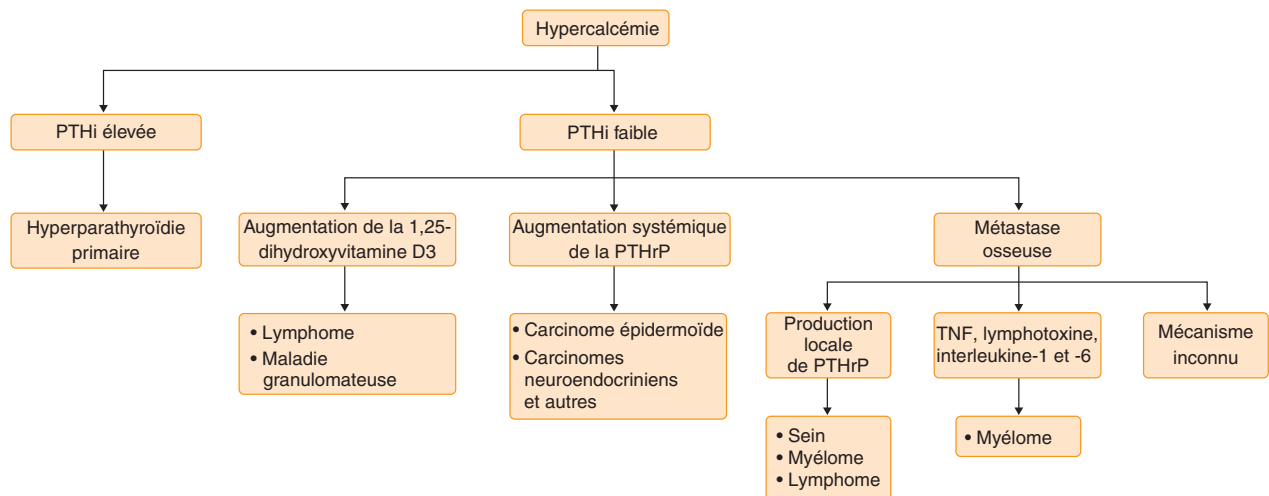 Hypercalcémie
PTHi élevée
PTHi faible
Hyperparathyroïdie
primaire
Augmentation de la 1,25-
dihydroxyvitamine D3
Augmentation systémique
de la PTHrP
Métastase
osseuse
• Lymphome
• Maladie
granulomateuse
• Carcinome épidermoïde
• Carcinomes
neuroendocriniens
et autres
Production
locale
de PTHrP
TNF, lymphotoxine,
interleukine-1 et -6
Mécanisme
inconnu
• Sein
• Myélome
• Lymphome
• Myélome